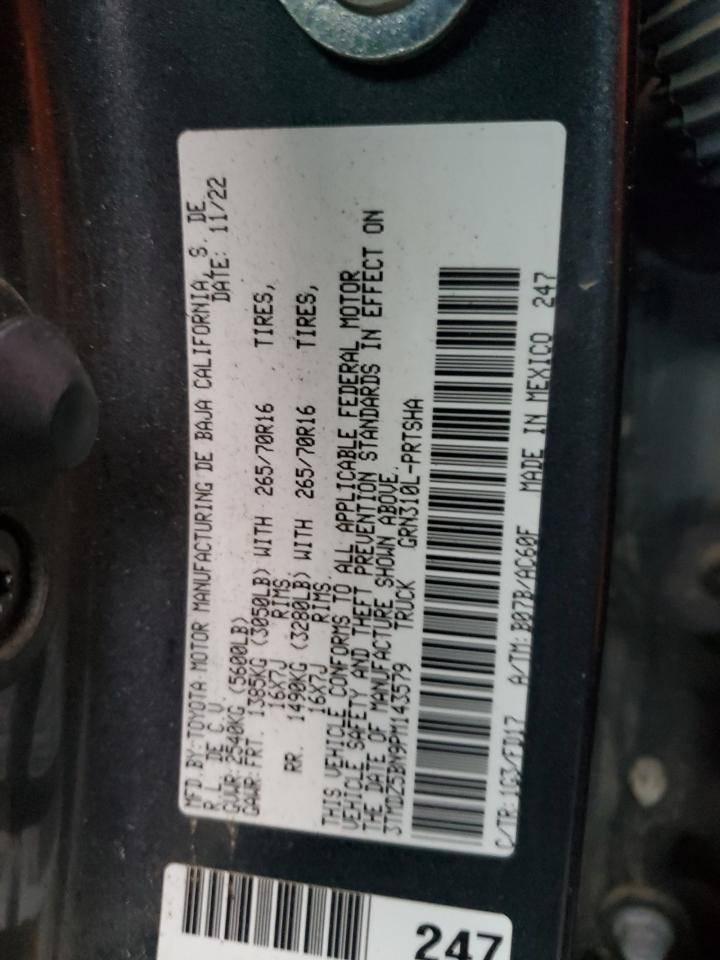 MFD.BY:TOYOTA MOTOR MANUFACTURING DE BAJA CALIFORNIA, S. DE
R.L. DE C.V. DATE: 11/22
GVWR:2540KG (5600LB)
GAWR:FRT. 1385KG (3050LB) WITH 265/70R16 TIRES,
16X7J RIMS
RR. 1490KG (3280LB) WITH 265/70R16 TIRES,
16X7J RIMS.
THIS VEHICLE CONFORMS TO ALL APPLICABLE FEDERAL MOTOR
VEHICLE SAFETY AND THEFT PREVENTION STANDARDS IN EFFECT ON
THE DATE OF MANUFACTURE SHOWN ABOVE.
3TMDZ5BN9PM143579 TRUCK GRN310L-PRTSHA
C/TR:1G3/FD17 A/TM:B07B/AC60F MADE IN MEXICO 247
247